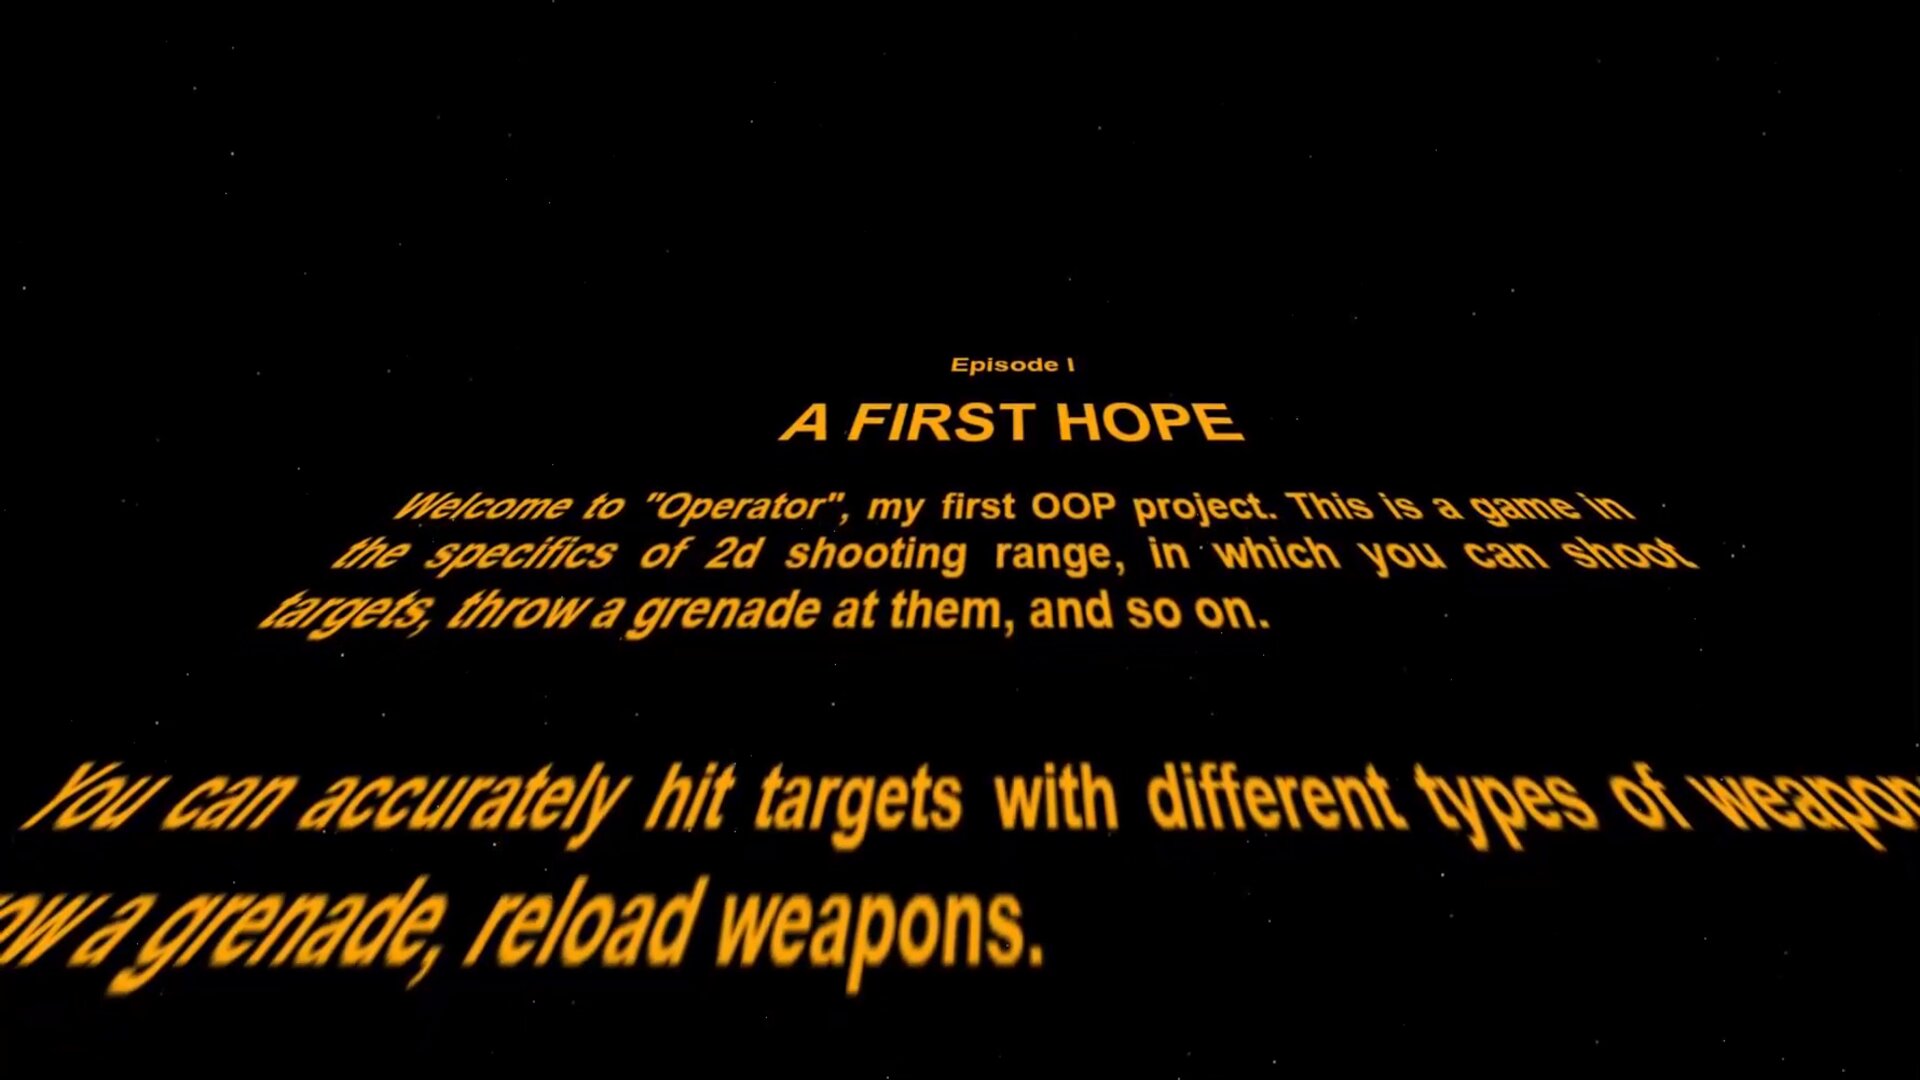 Episode I
A FIRST HOPE
Welcome to "Operator", my first OOP project. This is a game in
the specifics of 2d shooting range, in which you can shoot
targets, throw a grenade at them, and so on.
You can accurately hit targets with different types of
a grenade, reload weapons.